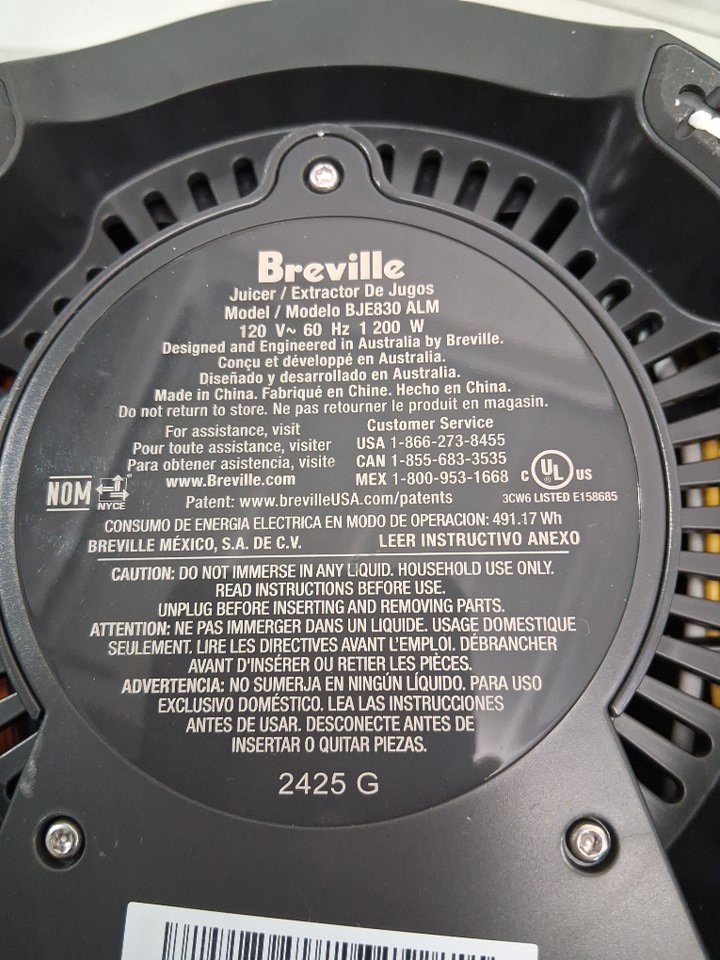 Breville
Juicer / Extractor De Jugos
Model / Modelo BJE830 ALM
120 V~ 60 Hz 1 200 W
Designed and Engineered in Australia by Breville.
Conçu et développé en Australia.
Diseñado y desarrollado en Australia.
Made in China. Fabriqué en Chine. Hecho en China.
Do not return to store. Ne pas retourner le produit en magasin.
For assistance, visit
Pour toute assistance, visiter
Para obtener asistencia, visite
www.Breville.com
Customer Service
USA 1-866-273-8455
CAN 1-855-683-3535
MEX 1-800-953-1668
NOM
NYCE
C UL US
Patent: www.brevilleUSA.com/patents
3CW6 LISTED E158685
CONSUMO DE ENERGIA ELECTRICA EN MODO DE OPERACION: 491.17 Wh
BREVILLE MÉXICO, S.A. DE C.V. LEER INSTRUCTIVO ANEXO
CAUTION: DO NOT IMMERSE IN ANY LIQUID. HOUSEHOLD USE ONLY.
READ INSTRUCTIONS BEFORE USE.
UNPLUG BEFORE INSERTING AND REMOVING PARTS.
ATTENTION: NE PAS IMMERGER DANS UN LIQUIDE. USAGE DOMESTIQUE
SEULEMENT. LIRE LES DIRECTIVES AVANT L'EMPLOI. DÉBRANCHER
AVANT D'INSÉRER OU RETIER LES PIÈCES.
ADVERTENCIA: NO SUMERJA EN NINGÚN LÍQUIDO. PARA USO
EXCLUSIVO DOMÉSTICO. LEA LAS INSTRUCCIONES
ANTES DE USAR. DESCONECTE ANTES DE
INSERTAR O QUITAR PIEZAS.
2425 G